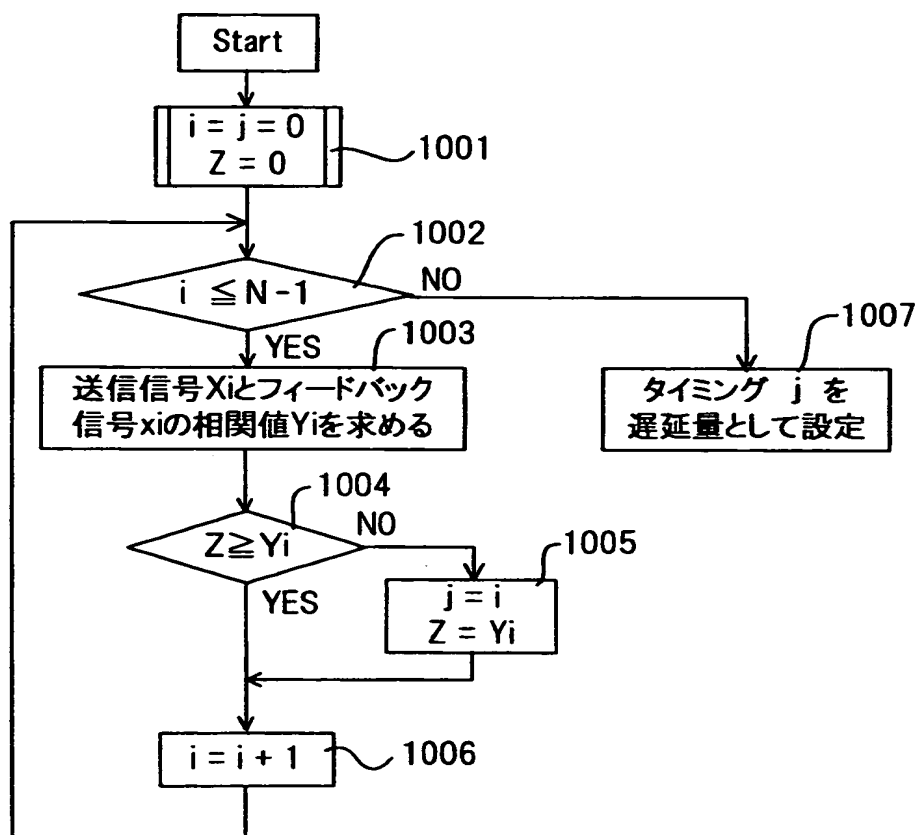 Start
i = j = 0
Z = 0
1001
1002
i ≦ N - 1
NO
YES
1003
送信信号Xiとフィードバック
信号xiの相関値Yiを求める
1007
タイミング j を
遅延量として設定
1004
Z≧Yi
NO
YES
1005
j = i
Z = Yi
i = i + 1
1006